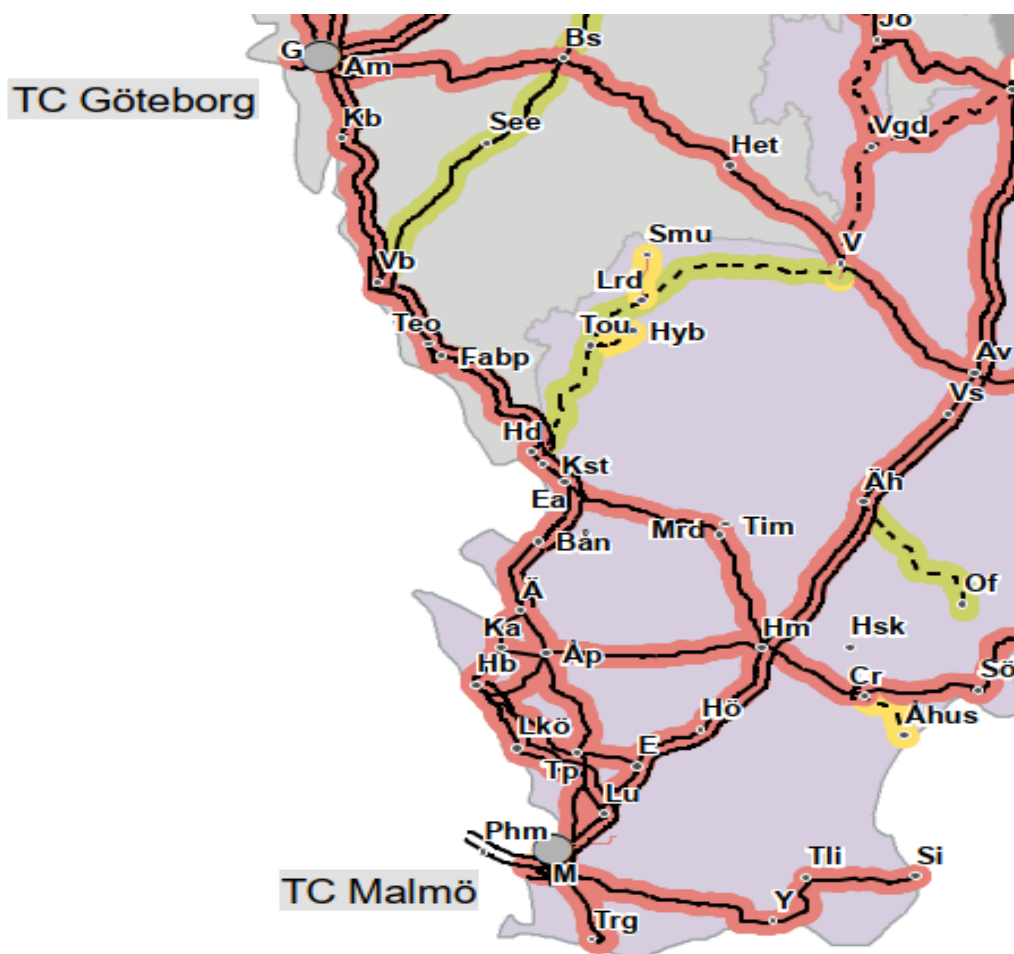 Jo
Bs
G
Am
TC Göteborg
Kb
See
Vgd
Het
Smu
V
Vb
Lrd
Teo
Tou
Hyb
Fabp
Av
Vs
Hd
Kst
Äh
Ea
Mrd
Tim
Bån
Of
Ä
Ka
Hm
Hsk
Hb
Åp
Cr
Sö
Åhus
Lkö
Hö
E
Tp
Lu
Phm
M
TC Malmö
Tli
Si
Y
Trg